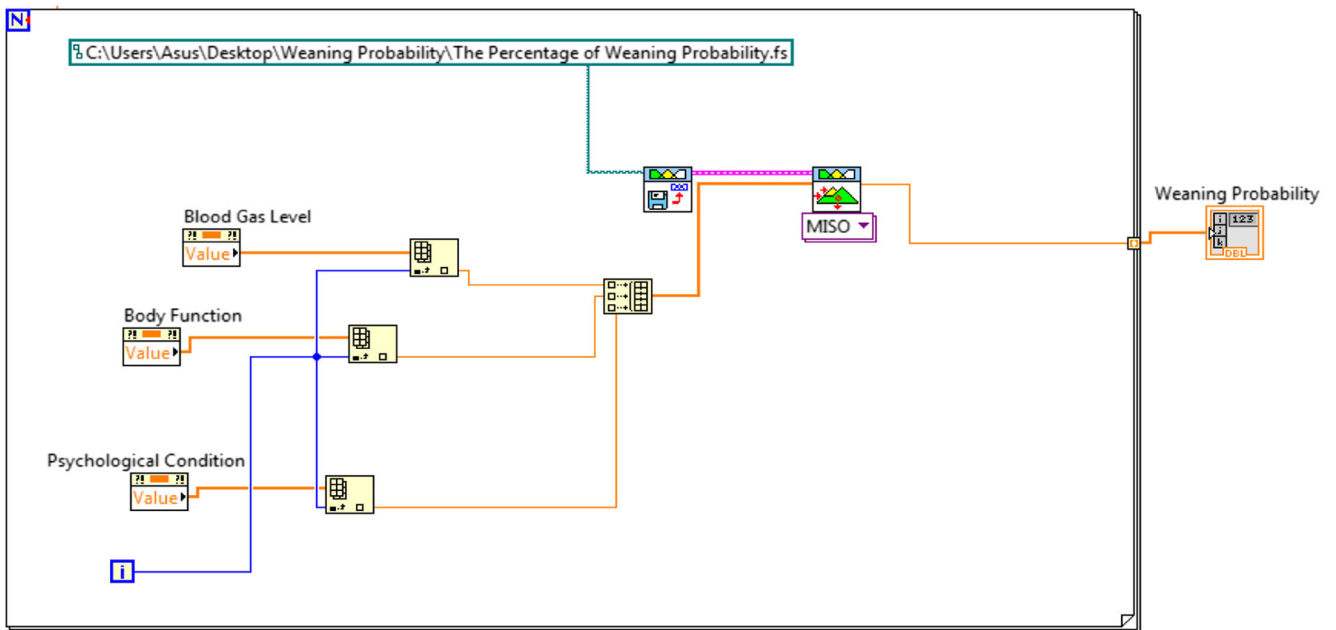 N
C:\Users\Asus\Desktop\Weaning Probability\The Percentage of Weaning Probability.fs
Weaning Probability
Blood Gas Level
?! ?!
Value
MISO
i
123
j
k
DBL
Body Function
?! ?!
Value
Psychological Condition
?! ?!
Value
i